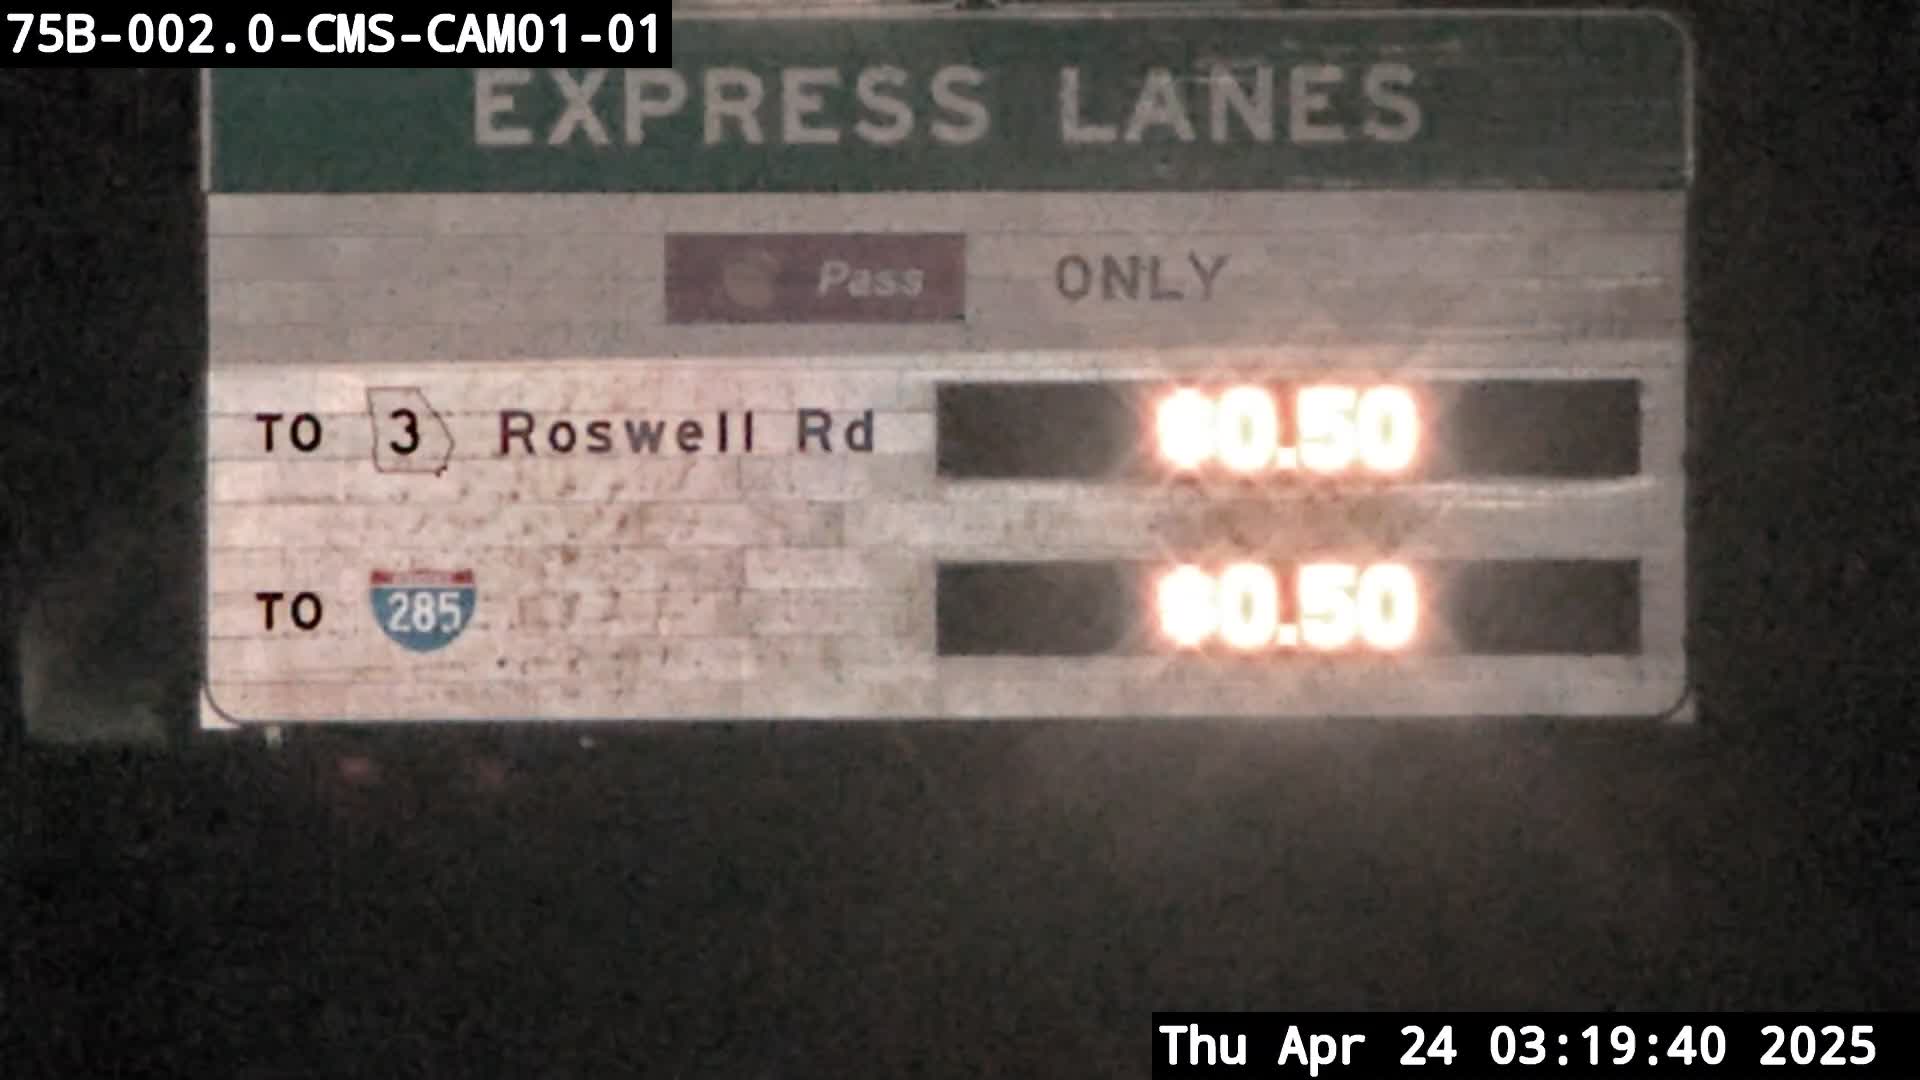 75B-002.0-CMS-CAM01-01
EXPRESS LANES
Pass ONLY
TO 3 Roswell Rd $0.50
TO 285 $0.50
Thu Apr 24 03:19:40 2025